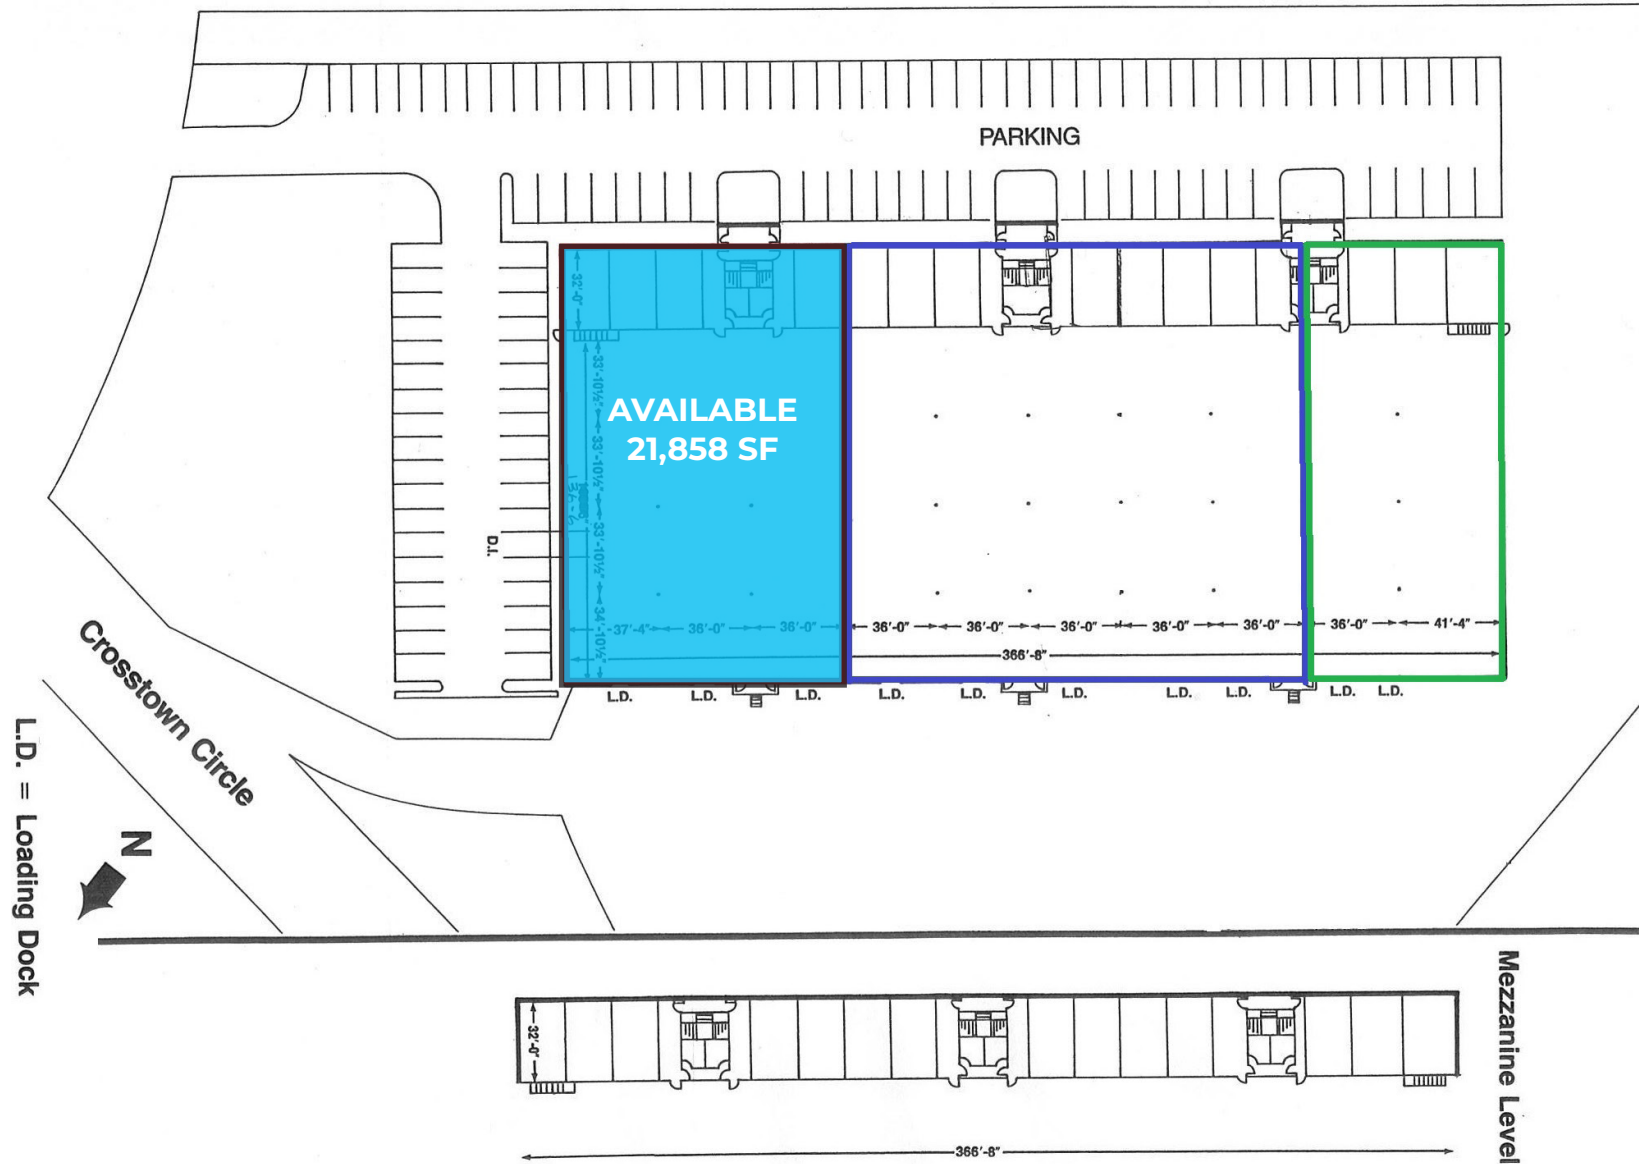 PARKING
32'-0"
33'-10½"
33'-10½"
33'-10½"
34'-10½"
AVAILABLE
21,858 SF
D.I.
37'-4" 36'-0" 36'-0" 36'-0" 36'-0" 36'-0" 36'-0" 36'-0" 36'-0" 41'-4"
366'-8"
L.D. L.D. L.D. L.D. L.D. L.D. L.D. L.D. L.D. L.D.
Crosstown Circle
N
L.D. = Loading Dock
Mezzanine Level
32'-0"
366'-8"